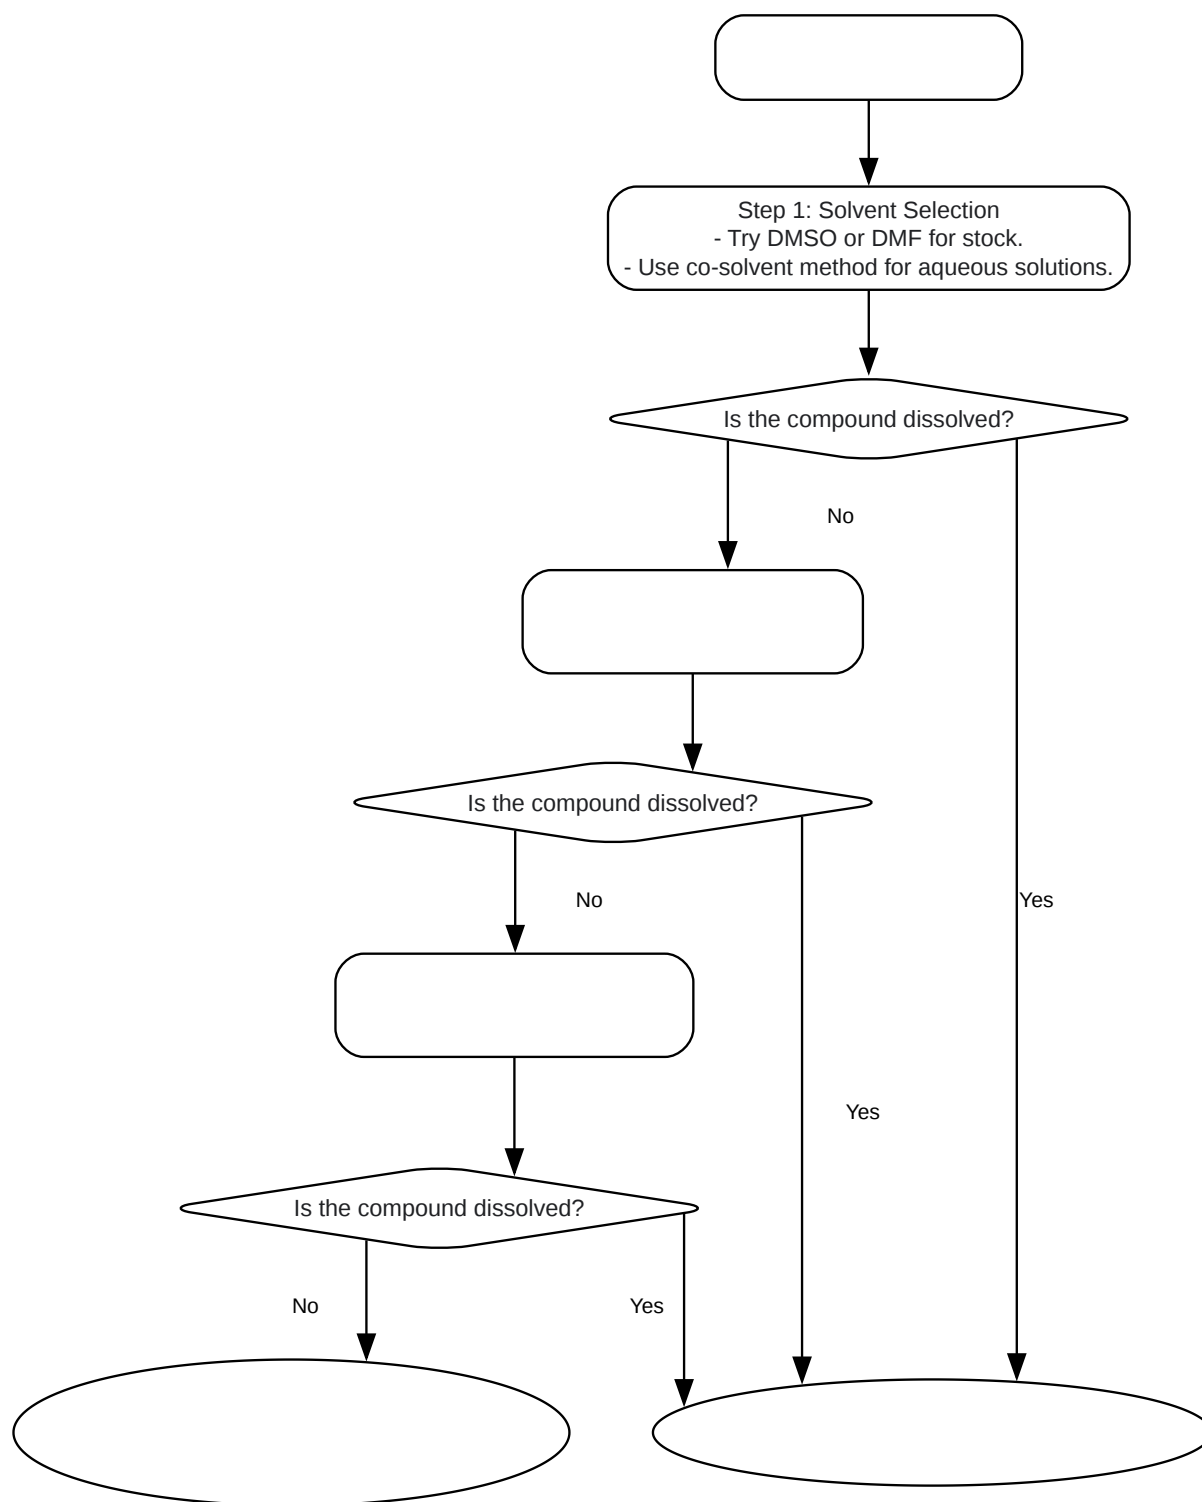 Step 1: Solvent Selection
- Try DMSO or DMF for stock.
- Use co-solvent method for aqueous solutions.
Is the compound dissolved?
No
Is the compound dissolved?
No
Yes
Yes
Is the compound dissolved?
No
Yes